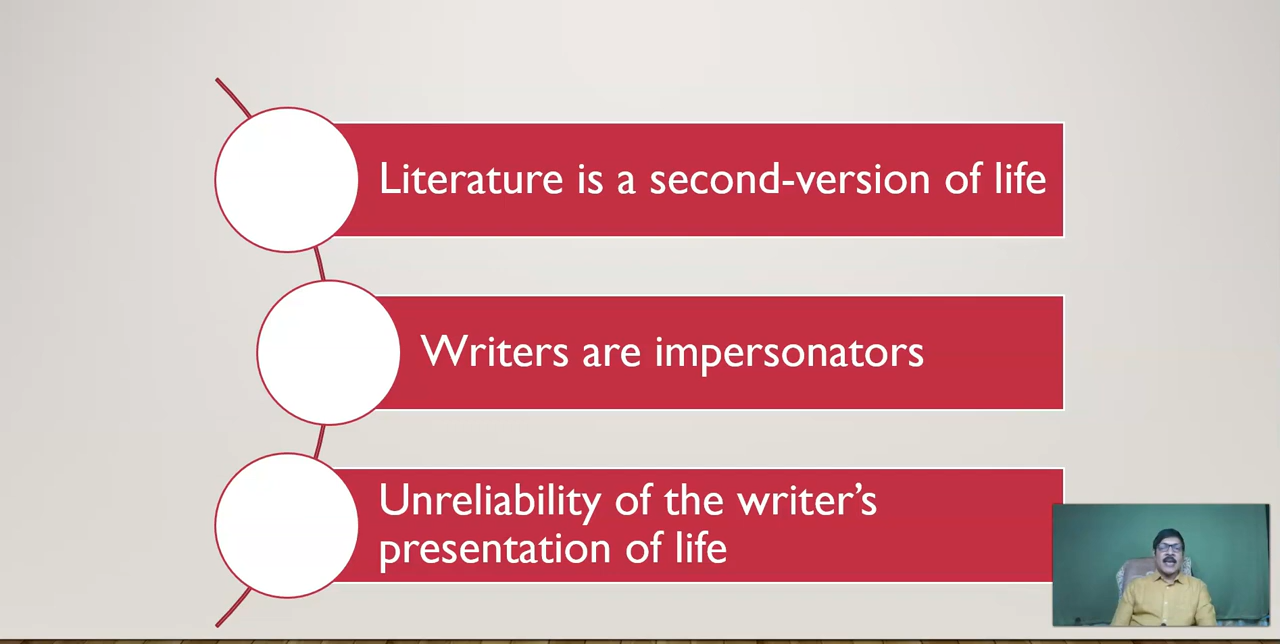 Literature is a second-version of life
Writers are impersonators
Unreliability of the writer’s
presentation of life